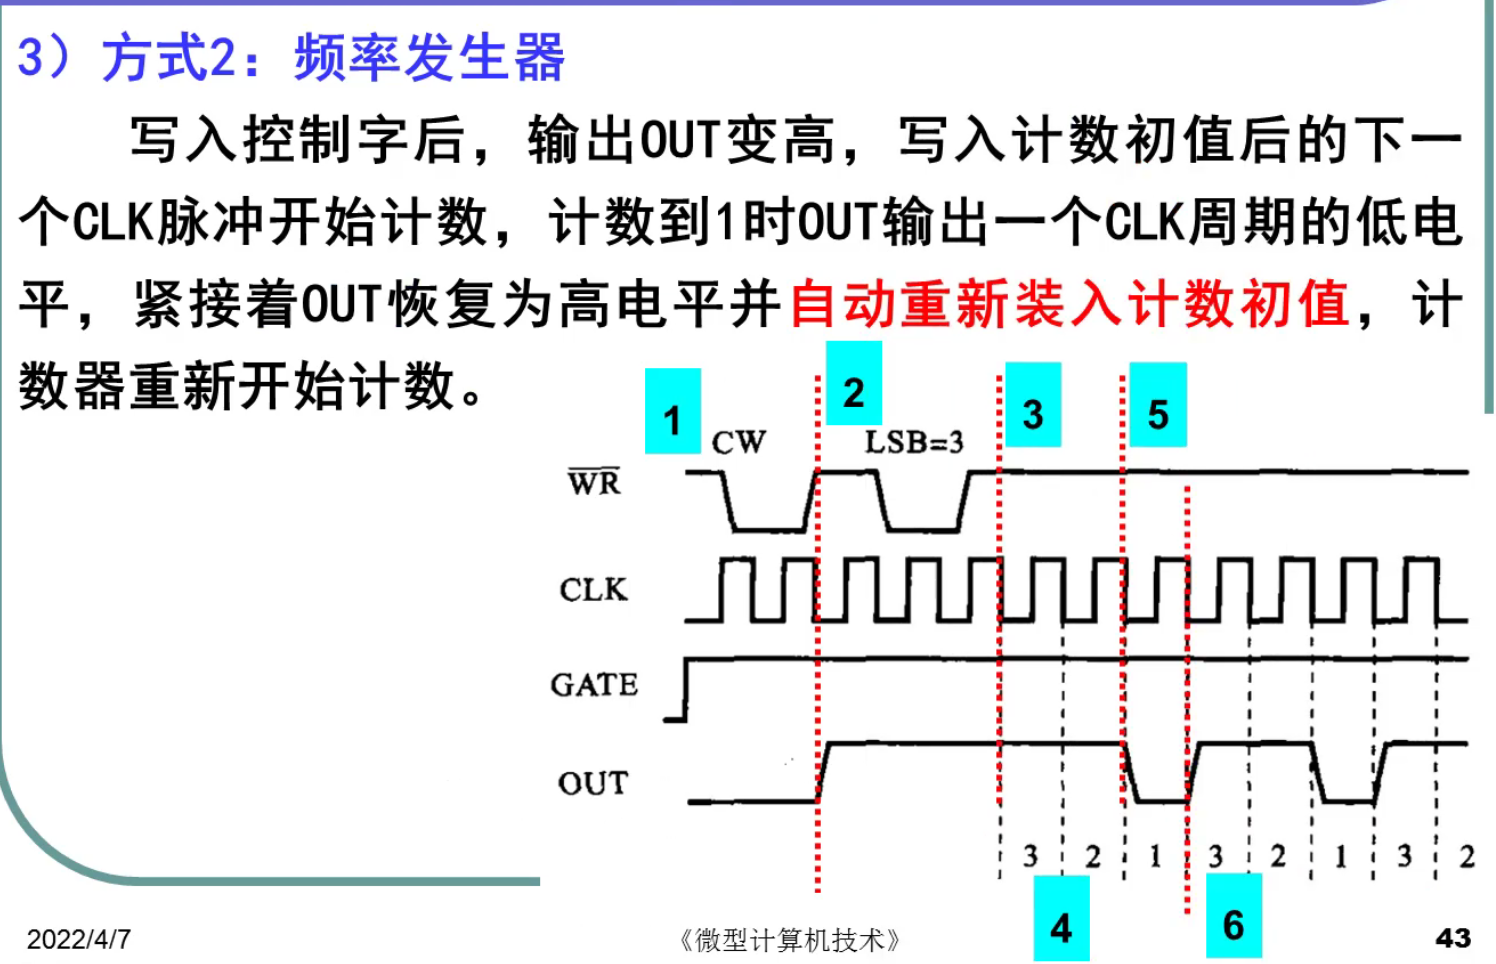 3）方式2：频率发生器
写入控制字后，输出OUT变高，写入计数初值后的下一
个CLK脉冲开始计数，计数到1时OUT输出一个CLK周期的低电
平，紧接着OUT恢复为高电平并自动重新装入计数初值，计
数器重新开始计数。
1 2 3 5
CW LSB=3
WR
CLK
GATE
OUT
3 2 1 3 2 1 3 2
4 6
2022/4/7 《微型计算机技术》 43